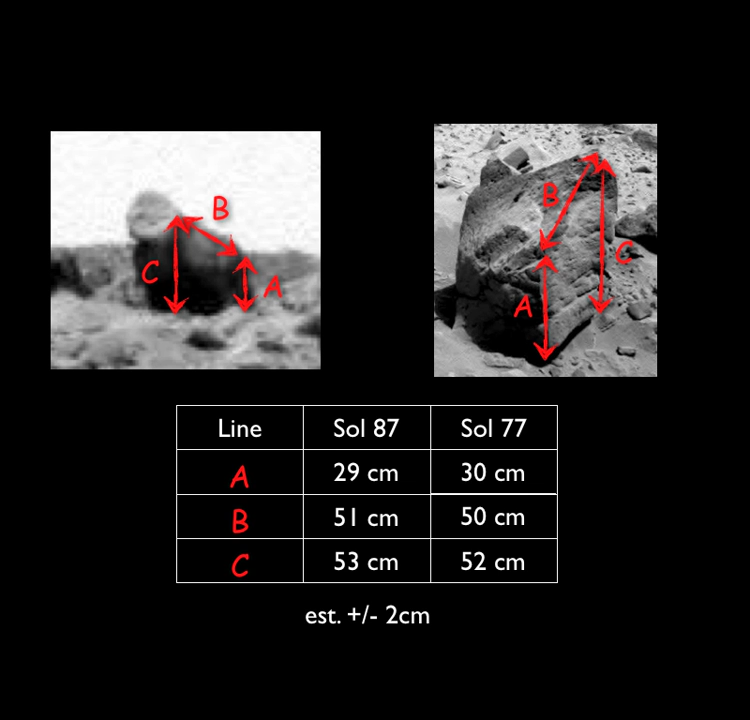 B
C
A
B
C
A
Line Sol 87 Sol 77
A 29 cm 30 cm
B 51 cm 50 cm
C 53 cm 52 cm
est. +/- 2cm